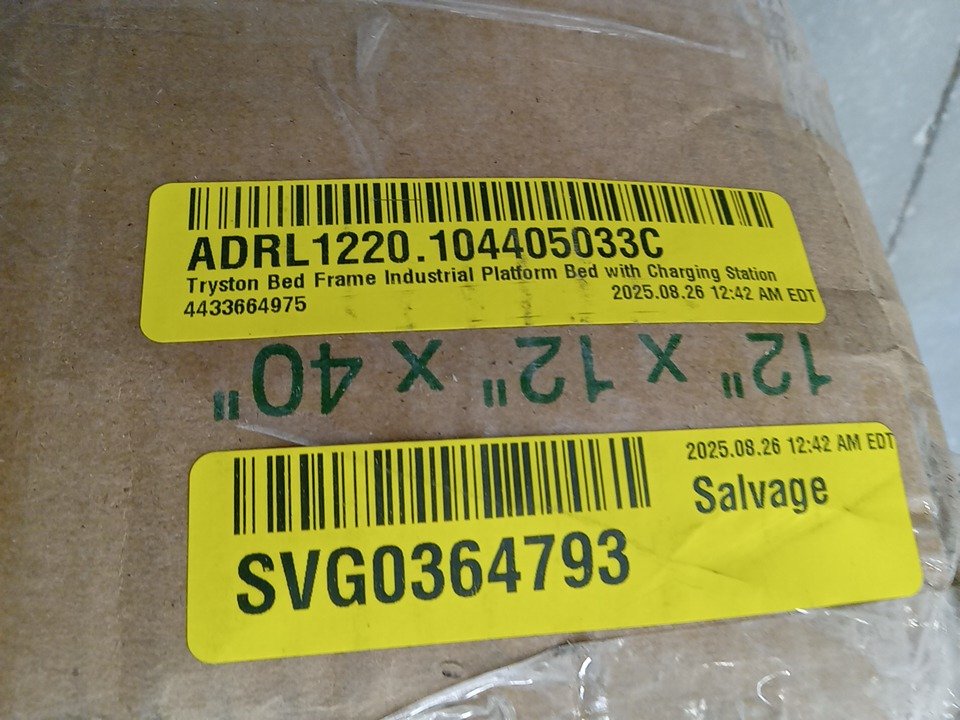 ADRL1220.104405033C
Tryston Bed Frame Industrial Platform Bed with Charging Station
4433664975 2025.08.26 12:42 AM EDT
12" x 12" x 40"
2025.08.26 12:42 AM EDT
Salvage
SVG0364793